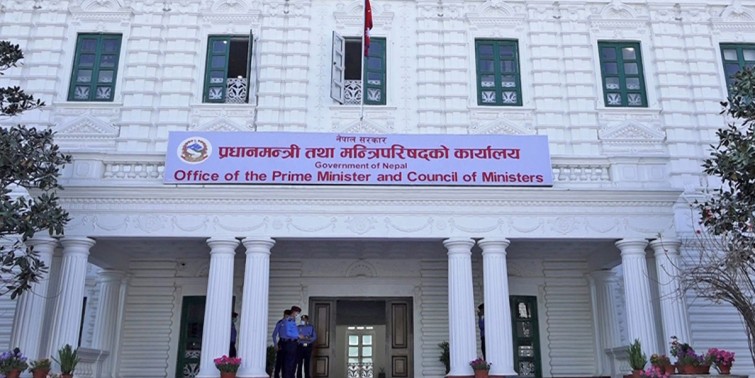 नेपाल सरकार
प्रधानमन्त्री तथा मन्त्रिपरिषद्को कार्यालय
Government of Nepal
Office of the Prime Minister and Council of Ministers